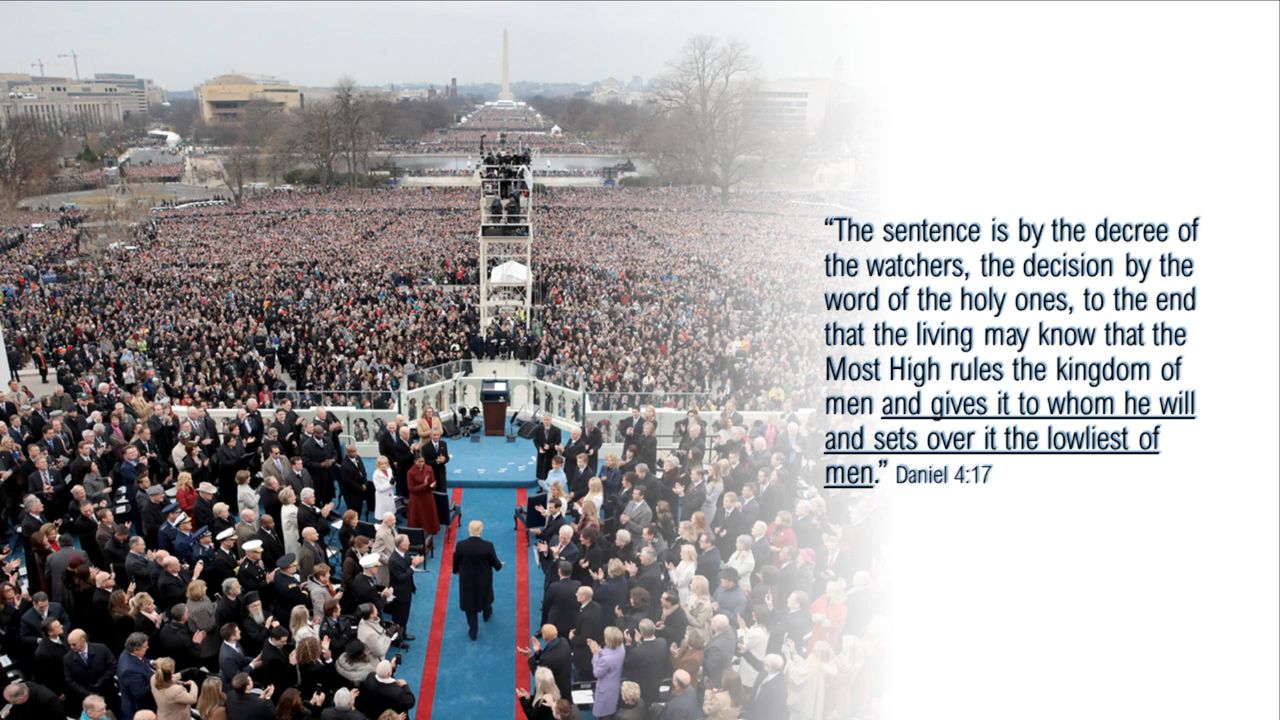 “The sentence is by the decree of
the watchers, the decision by the
word of the holy ones, to the end
that the living may know that the
Most High rules the kingdom of
men and gives it to whom he will
and sets over it the lowliest of
men.” Daniel 4:17